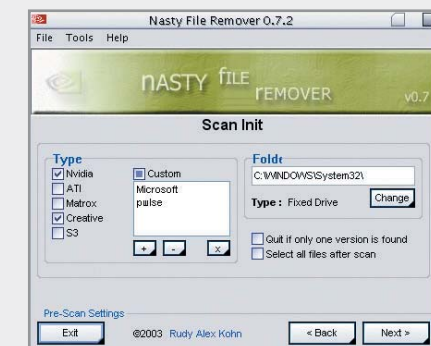 Nasty File Remover 0.7.2
File Tools Help
nASTY fILE rEMOVER
v0.7
Scan Init
Type
Nvidia
ATI
Matrox
Creative
S3
Custom
Microsoft
pulse
+ - x
Folde
C:\WINDOWS\System32\
Type : Fixed Drive
Change
Quit if only one version is found
Select all files after scan
Pre-Scan Settings
Exit
©2003 Rudy Alex Kohn
< Back
Next >